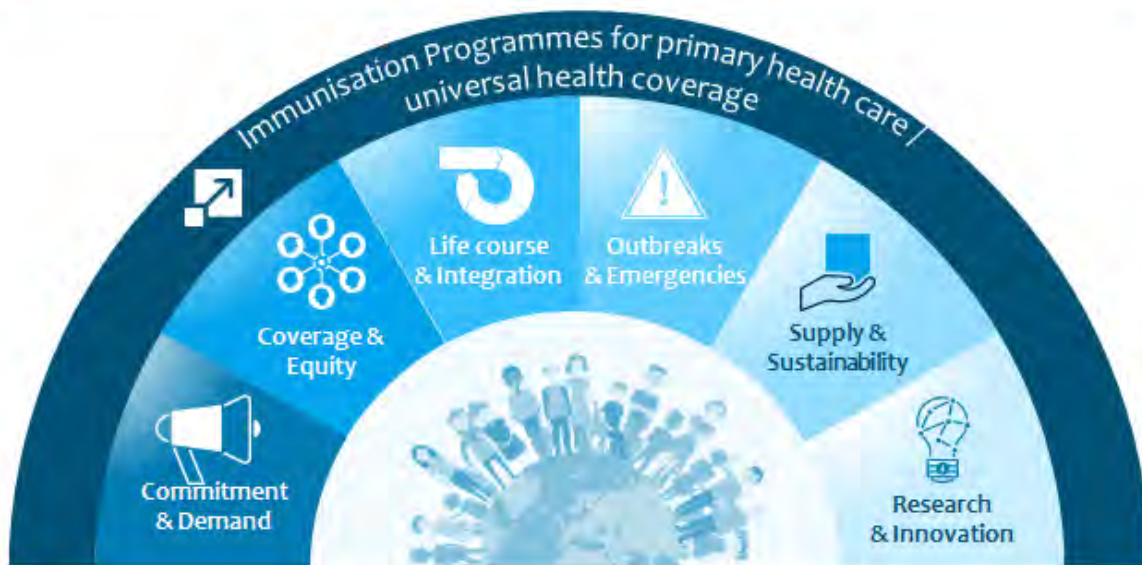 Immunisation Programmes for primary health care /
universal health coverage
Commitment
& Demand
Coverage &
Equity
Life course
& Integration
Outbreaks
& Emergencies
Supply &
Sustainability
Research
& Innovation